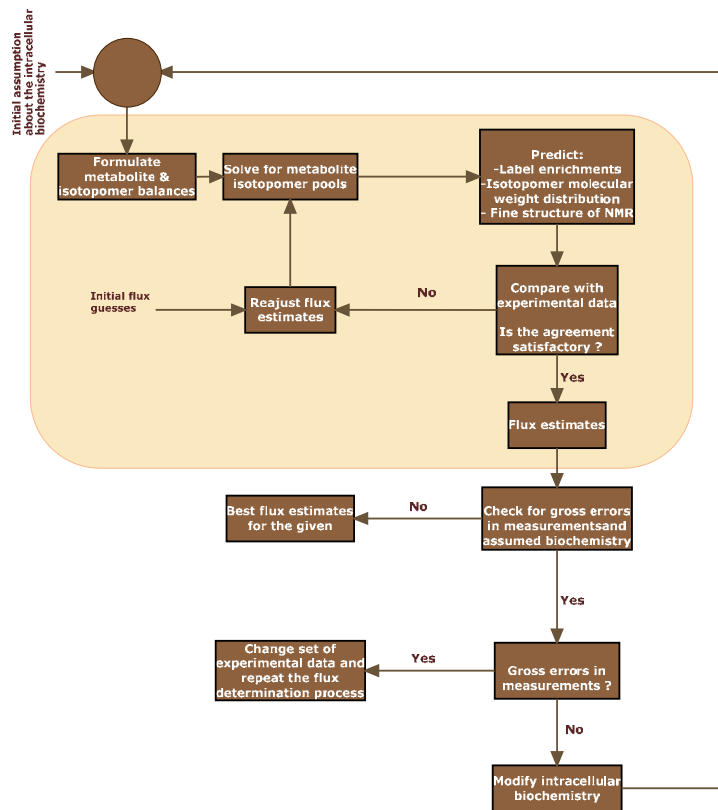 Initial assumption
about the intracellular
biochemistry
Formulate
metabolite &
isotopomer balances
Solve for metabolite
isotopomer pools
Predict:
-Label enrichments
-Isotopomer molecular
weight distribution
- Fine structure of NMR
Initial flux
guesses
Reajust flux
estimates
No
Compare with
experimental data
Is the agreement
satisfactory ?
Yes
Flux estimates
Best flux estimates
for the given
No
Check for gross errors
in measurementsand
assumed biochemistry
Yes
Change set of
experimental data and
repeat the flux
determination process
Yes
Gross errors in
measurements ?
No
Modify intracellular
biochemistry